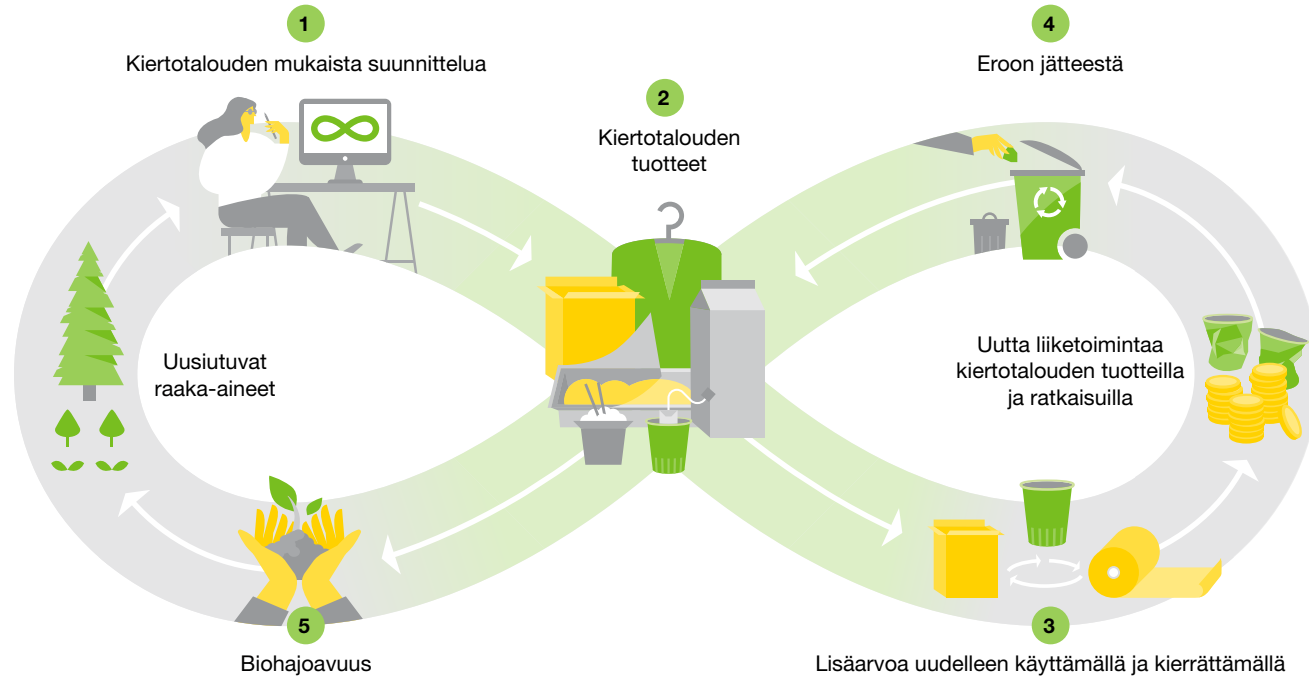 1
Kiertotalouden mukaista suunnittelua
2
Kiertotalouden
tuotteet
4
Eroon jätteestä
Uusiutuvat
raaka-aineet
Uutta liiketoimintaa
kiertotalouden tuotteilla
ja ratkaisuilla
5
Biohajoavuus
3
Lisäarvoa uudelleen käyttämällä ja kierrättämällä